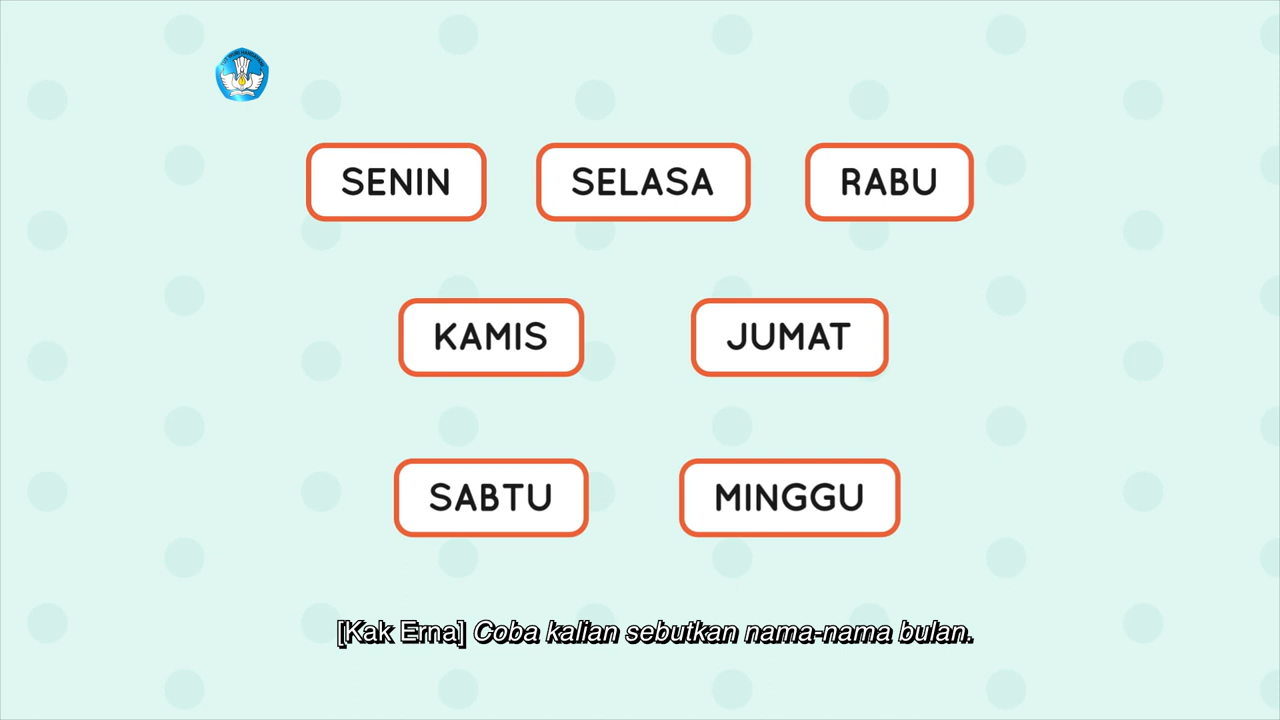 SENIN SELASA RABU
KAMIS JUMAT
SABTU MINGGU
[Kak Erna] Coba kalian sebutkan nama-nama bulan.